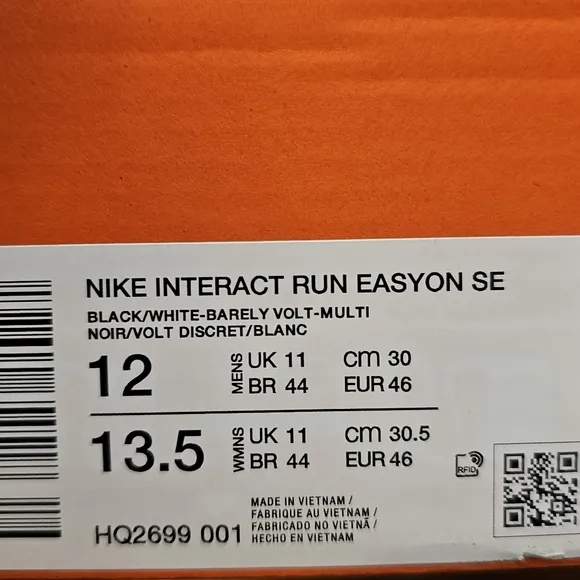 NIKE INTERACT RUN EASYON SE
BLACK/WHITE-BARELY VOLT-MULTI
NOIR/VOLT DISCRET/BLANC
12 MENS UK 11 CM 30
BR 44 EUR 46
13.5 WMNS UK 11 CM 30.5
BR 44 EUR 46
RFID
HQ2699 001
MADE IN VIETNAM /
FABRIQUE AU VIETNAM /
FABRICADO NO VIETNÃ /
HECHO EN VIETNAM